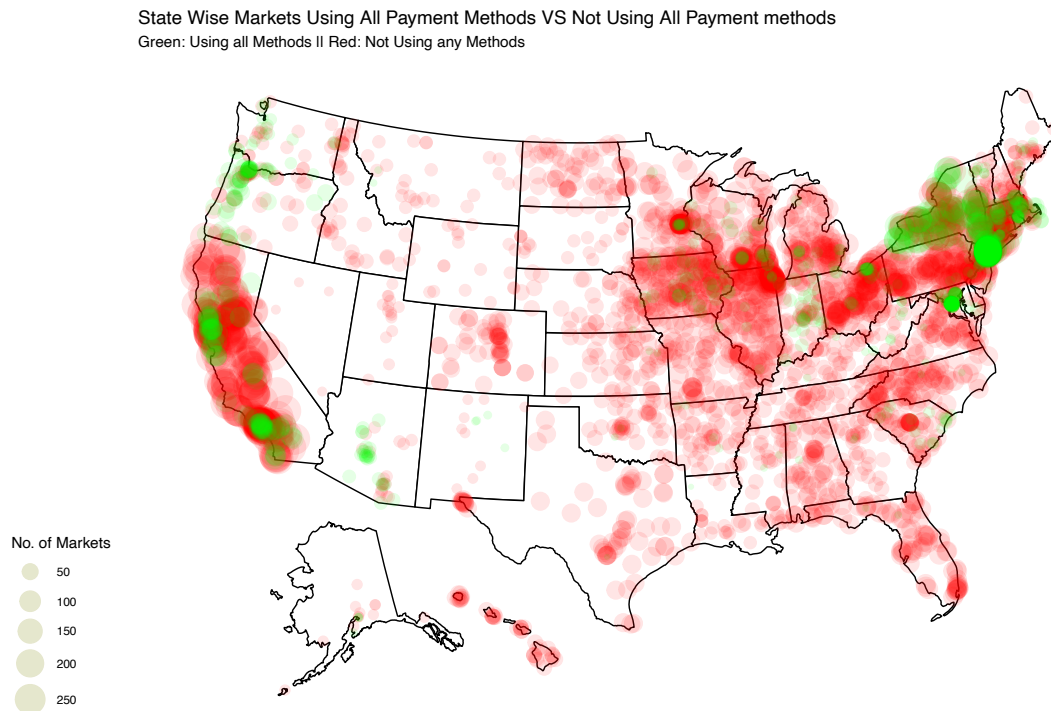 State Wise Markets Using All Payment Methods VS Not Using All Payment methods
Green: Using all Methods II Red: Not Using any Methods
No. of Markets
50
100
150
200
250